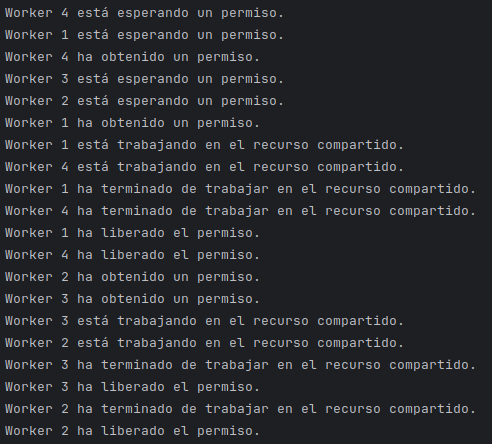 Worker 4 está esperando un permiso.
Worker 1 está esperando un permiso.
Worker 4 ha obtenido un permiso.
Worker 3 está esperando un permiso.
Worker 2 está esperando un permiso.
Worker 1 ha obtenido un permiso.
Worker 1 está trabajando en el recurso compartido.
Worker 4 está trabajando en el recurso compartido.
Worker 1 ha terminado de trabajar en el recurso compartido.
Worker 4 ha terminado de trabajar en el recurso compartido.
Worker 1 ha liberado el permiso.
Worker 4 ha liberado el permiso.
Worker 2 ha obtenido un permiso.
Worker 3 ha obtenido un permiso.
Worker 3 está trabajando en el recurso compartido.
Worker 2 está trabajando en el recurso compartido.
Worker 3 ha terminado de trabajar en el recurso compartido.
Worker 3 ha liberado el permiso.
Worker 2 ha terminado de trabajar en el recurso compartido.
Worker 2 ha liberado el permiso.